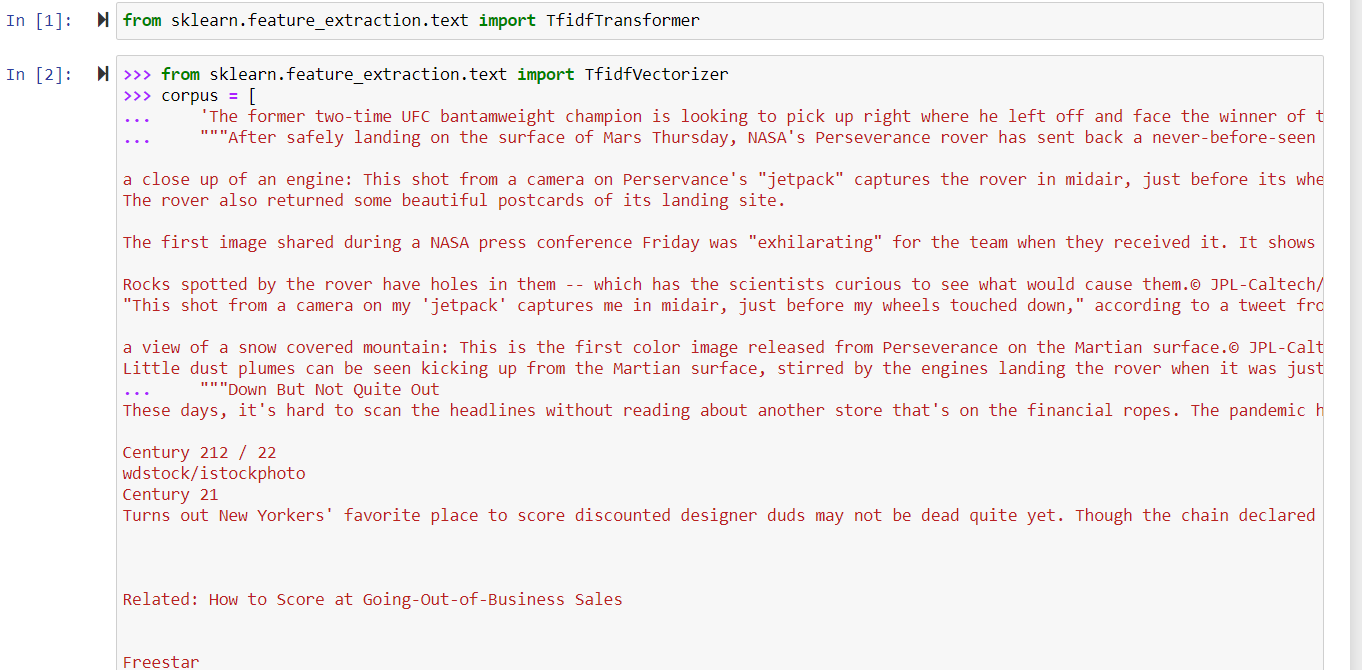 In [1]: from sklearn.feature_extraction.text import TfidfTransformer
In [2]: >>> from sklearn.feature_extraction.text import TfidfVectorizer
>>> corpus = [
... 'The former two-time UFC bantamweight champion is looking to pick up right where he left off and face the winner of
... """After safely landing on the surface of Mars Thursday, NASA's Perseverance rover has sent back a never-before-seen
a close up of an engine: This shot from a camera on Perservance's "jetpack" captures the rover in midair, just before its
The rover also returned some beautiful postcards of its landing site.
The first image shared during a NASA press conference Friday was "exhilarating" for the team when they received it. It shows
Rocks spotted by the rover have holes in them -- which has the scientists curious to see what would cause them.© JPL-Caltech/
"This shot from a camera on my 'jetpack' captures me in midair, just before my wheels touched down," according to a tweet
a view of a snow covered mountain: This is the first color image released from Perseverance on the Martian surface.© JPL-Calt
Little dust plumes can be seen kicking up from the Martian surface, stirred by the engines landing the rover when it was just
... """Down But Not Quite Out
These days, it's hard to scan the headlines without reading about another store that's on the financial ropes. The pandemic
Century 212 / 22
wdstock/istockphoto
Century 21
Turns out New Yorkers' favorite place to score discounted designer duds may not be dead quite yet. Though the chain declared
Related: How to Score at Going-Out-of-Business Sales
Freestar